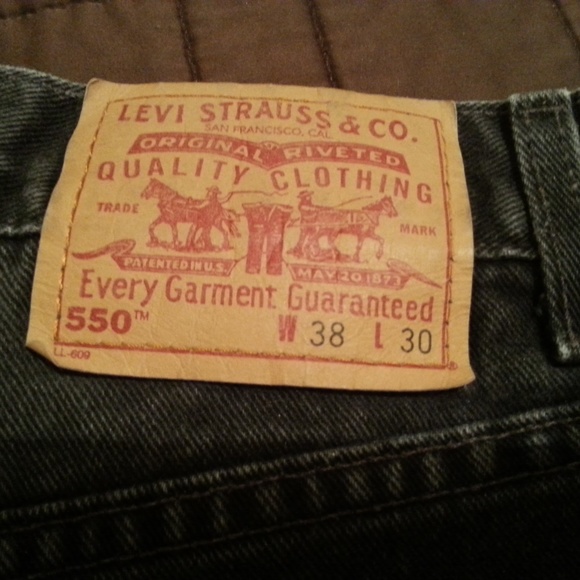 LEVI STRAUSS & CO.
SAN FRANCISCO, CAL.
ORIGINAL RIVETED
QUALITY CLOTHING
TRADE MARK
PATENTED IN U.S. MAY 20 1873
Every Garment Guaranteed
550™ W 38 L 30
LL-609 ®